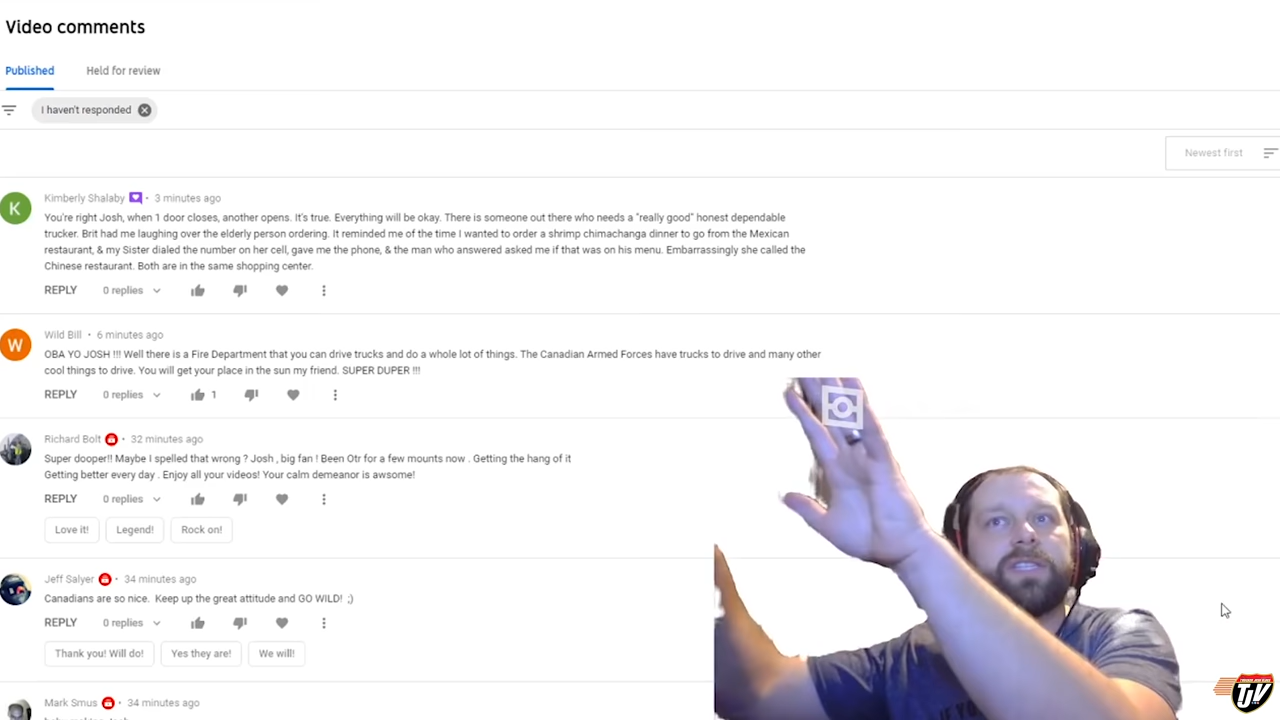 Video comments
Published
Held for review
I haven't responded
Newest first
K
Kimberly Shalaby · 3 minutes ago
You're right Josh, when 1 door closes, another opens. It's true. Everything will be okay. There is someone out there who needs a "really good" honest dependable
trucker. Brit had me laughing over the elderly person ordering. It reminded me of the time I wanted to order a shrimp chimachanga dinner to go from the Mexican
restaurant, & my Sister dialed the number on her cell, gave me the phone, & the man who answered asked me if that was on his menu. Embarrassingly she called the
Chinese restaurant. Both are in the same shopping center.
REPLY 0 replies
W
Wild Bill · 6 minutes ago
OBA YO JOSH !!! Well there is a Fire Department that you can drive trucks and do a whole lot of things. The Canadian Armed Forces have trucks to drive and many other
cool things to drive. You will get your place in the sun my friend. SUPER DUPER !!!
REPLY 0 replies 1
Richard Bolt · 32 minutes ago
Super dooper!! Maybe I spelled that wrong ? Josh , big fan ! Been Otr for a few mounts now . Getting the hang of it
Getting better every day . Enjoy all your videos! Your calm demeanor is awsome!
REPLY 0 replies
Love it! Legend! Rock on!
Jeff Salyer · 34 minutes ago
Canadians are so nice. Keep up the great attitude and GO WILD! ;)
REPLY 0 replies
Thank you! Will do! Yes they are! We will!
Mark Smus · 34 minutes ago
IF YO
TJV